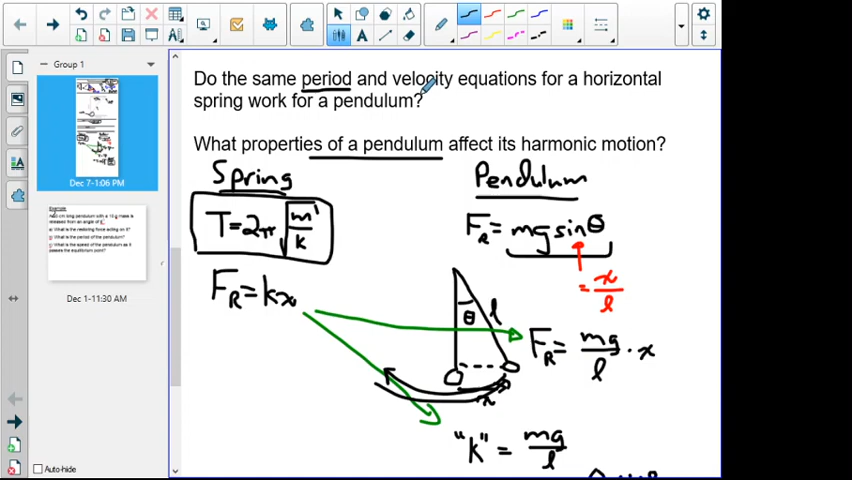 Group 1
Dec 7-1:06 PM
Example
Dec 1-11:30 AM
Auto-hide
Do the same period and velocity equations for a horizontal
spring work for a pendulum?
What properties of a pendulum affect its harmonic motion?
Spring
Pendulum
T=2π√m/k
F_R= mg sinθ
= x/l
F_R=kx
θ
l
F_R= mg/l · x
x
"k" = mg/l